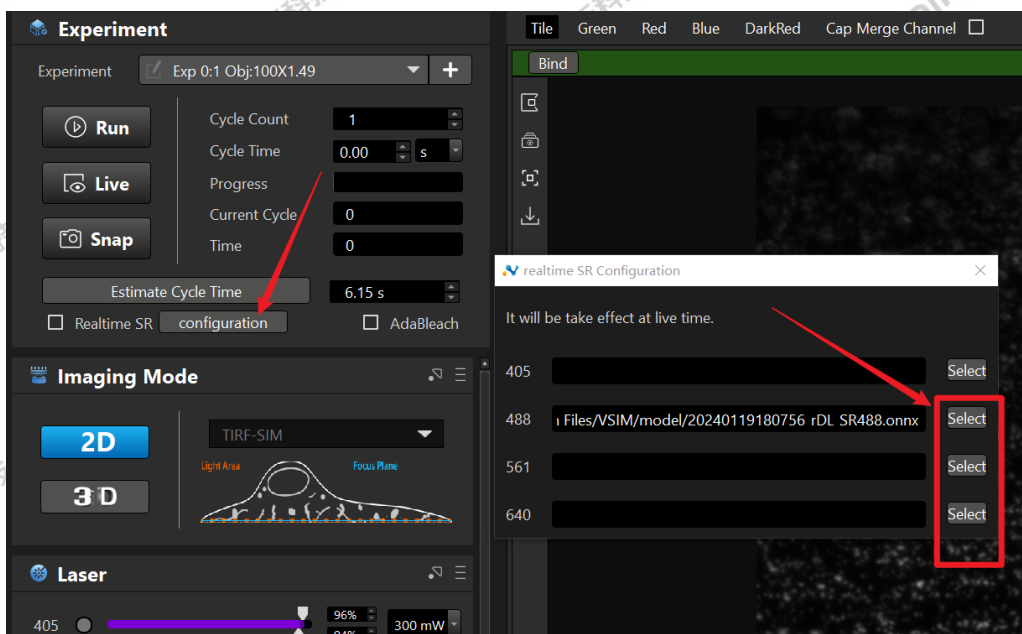 Experiment
Experiment Exp 0:1 Obj:100X1.49 +
Run
Live
Snap
Cycle Count 1
Cycle Time 0.00 s
Progress
Current Cycle 0
Time 0
Estimate Cycle Time 6.15 s
Realtime SR configuration AdaBleach
Imaging Mode
2D
3D
TIRF-SIM
Light Area Focus Plane
Laser
405 96% 300 mW
94%
Tile Green Red Blue DarkRed Cap Merge Channel
Bind
realtime SR Configuration
It will be take effect at live time.
405 Select
488 Files/VSIM/model/20240119180756 rDL SR488.onnx Select
561 Select
640 Select